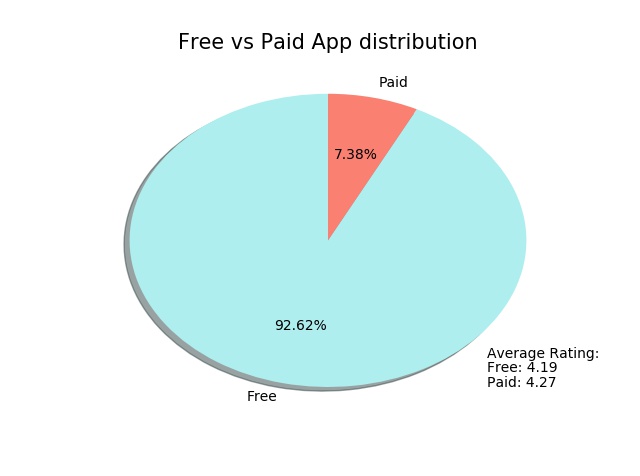 Free vs Paid App distribution
Paid
7.38%
92.62%
Average Rating:
Free: 4.19
Paid: 4.27
Free